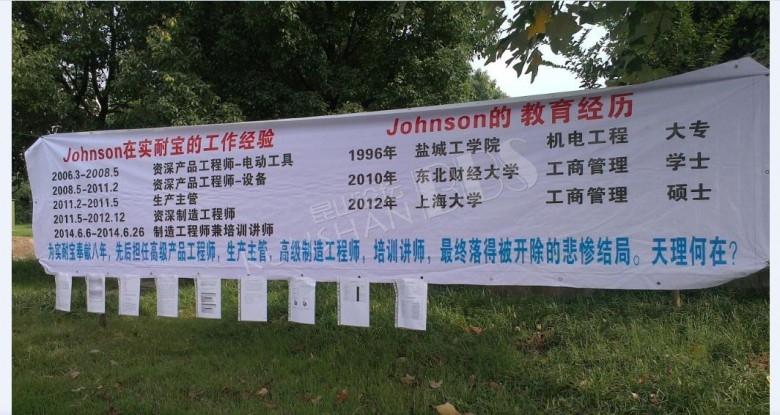 Johnson在实耐宝的工作经验
2006.3-2008.5 资深产品工程师-电动工具
2008.5-2011.2 资深产品工程师-设备
2011.2-2011.5 生产主管
2011.5-2012.12 资深制造工程师
2014.6.6-2014.6.26 制造工程师兼培训讲师
Johnson的 教育经历
1996年 盐城工学院 机电工程 大专
2010年 东北财经大学 工商管理 学士
2012年 上海大学 工商管理 硕士
为实耐宝奉献八年，先后担任高级产品工程师，生产主管，高级制造工程师，培训讲师，最终落得被开除的悲惨结局。天理何在？